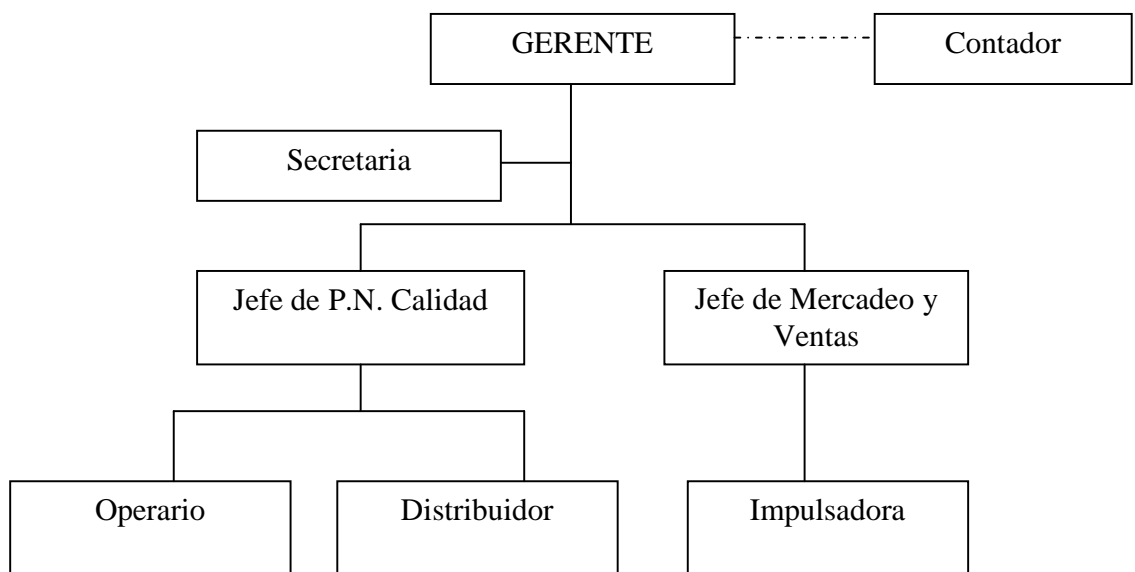 GERENTE
Contador
Secretaria
Jefe de P.N. Calidad
Jefe de Mercadeo y
Ventas
Operario
Distribuidor
Impulsadora